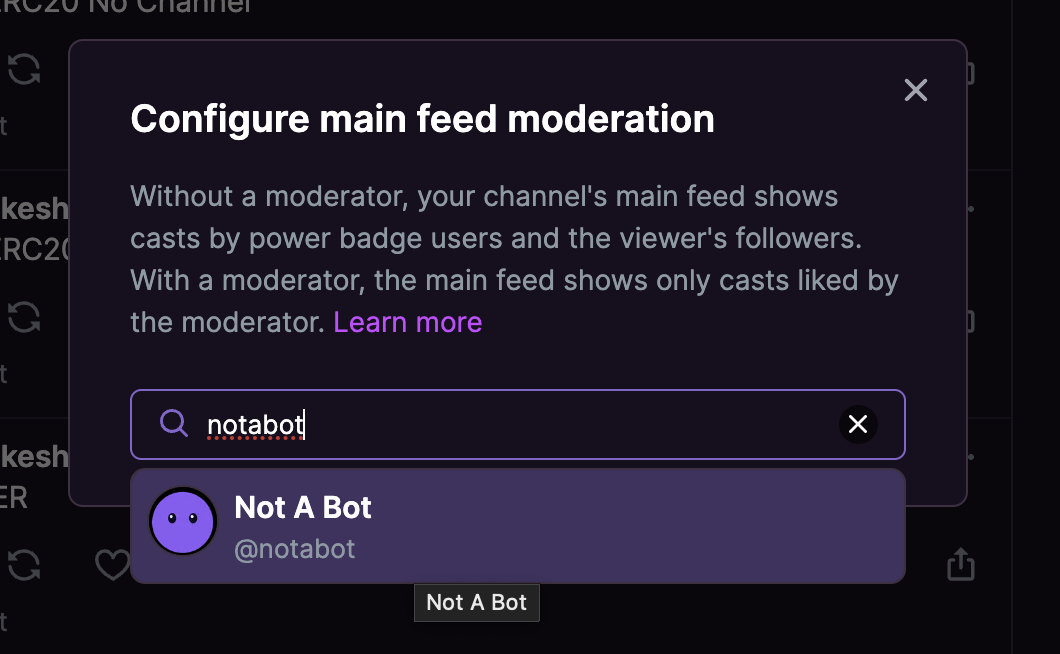 ERC20 No Channel
t
Configure main feed moderation
Without a moderator, your channel's main feed shows
casts by power badge users and the viewer's followers.
With a moderator, the main feed shows only casts liked by
the moderator. Learn more
kesh
ERC20
t
notabot
kesh
ER
Not A Bot
@notabot
Not A Bot
t